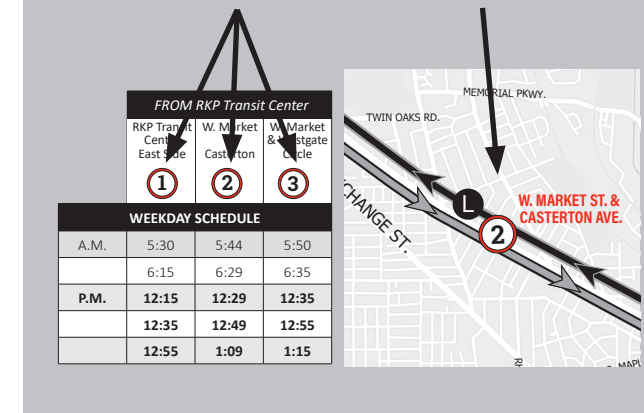 FROM RKP Transit Center
RKP Transit Center East Side
W. Market
Casterton
W. Market & Westgate Circle
1 2 3
WEEKDAY SCHEDULE
A.M. 5:30 5:44 5:50
6:15 6:29 6:35
P.M. 12:15 12:29 12:35
12:35 12:49 12:55
12:55 1:09 1:15
MEMORIAL PKWY.
TWIN OAKS RD.
L
W. MARKET ST. &
CASTERTON AVE.
2
CHANGE ST.
MAPL